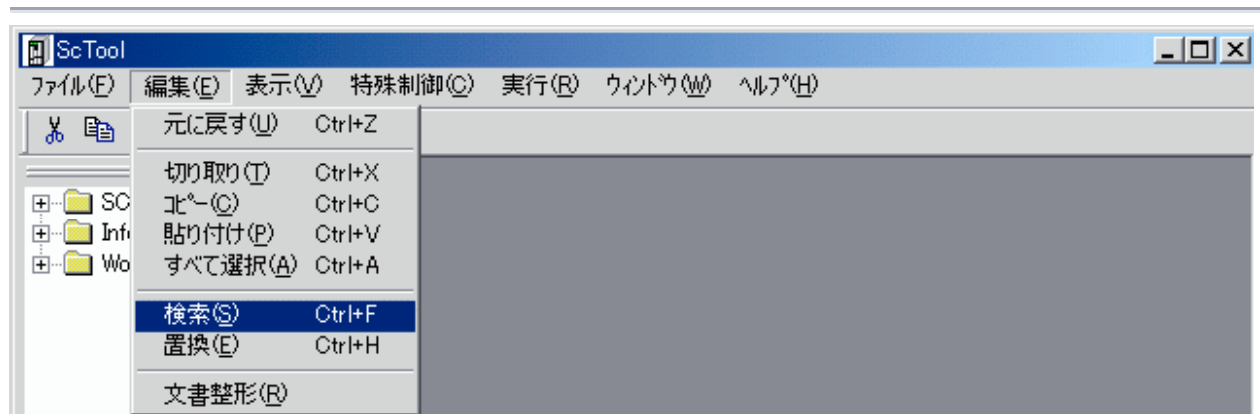 ScTool
ﾌｧｲﾙ(F) 編集(E) 表示(V) 特殊制御(C) 実行(R) ｳｨﾝﾄﾞｳ(W) ﾍﾙﾌﾟ(H)
元に戻す(U) Ctrl+Z
切り取り(T) Ctrl+X
ｺﾋﾟｰ(C) Ctrl+C
貼り付け(P) Ctrl+V
すべて選択(A) Ctrl+A
検索(S) Ctrl+F
置換(E) Ctrl+H
文書整形(R)
SC
Inf
Wo